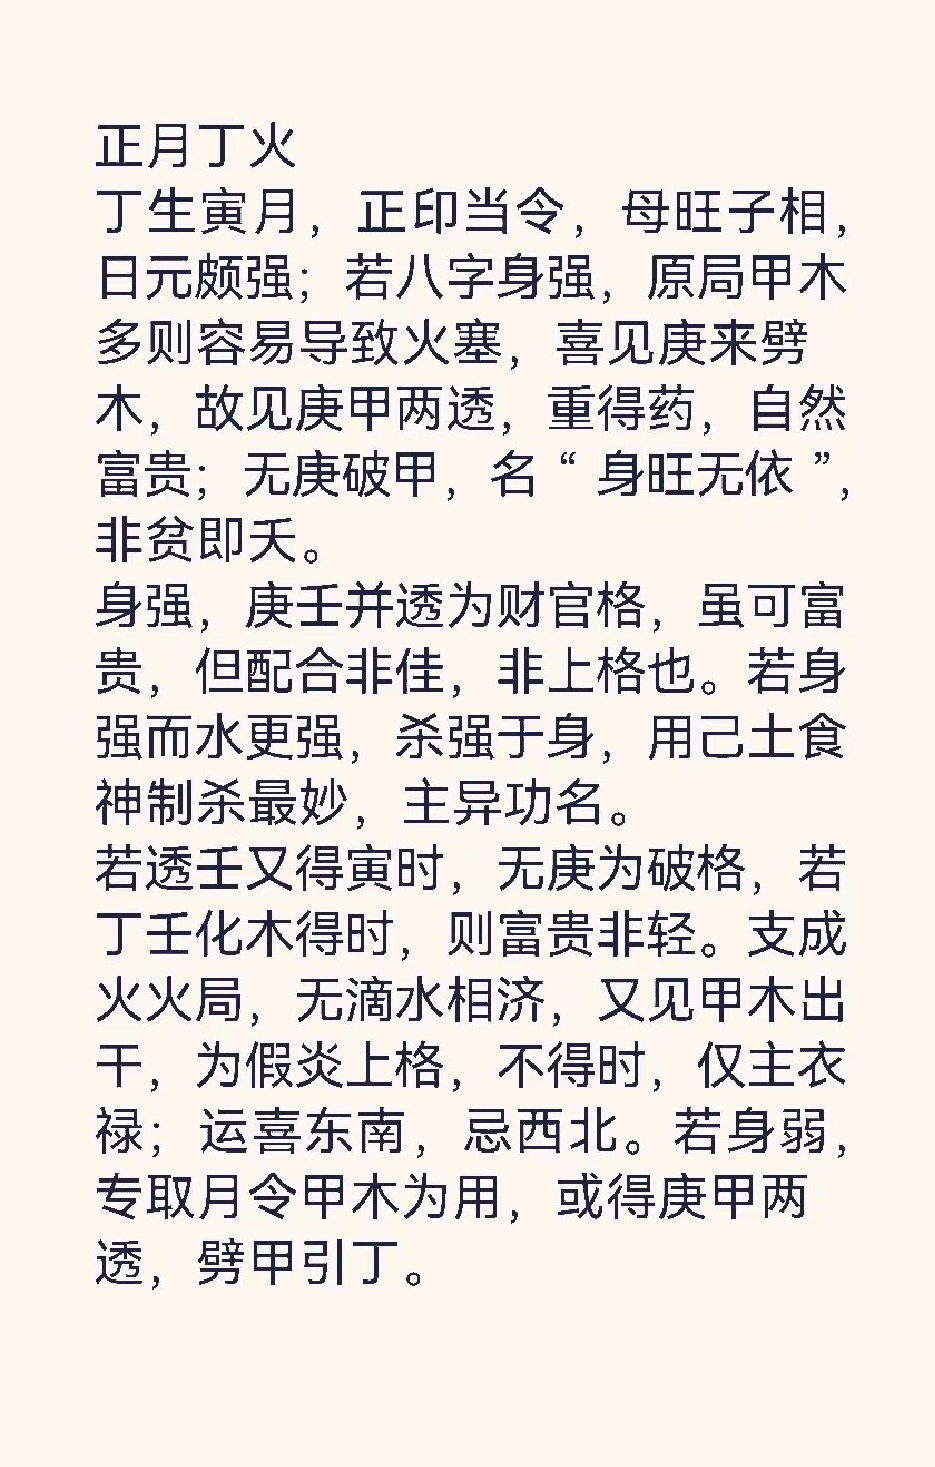 正月丁火
丁生寅月，正印当令，母旺子相，
日元颇强；若八字身强，原局甲木
多则容易导致火塞，喜见庚来劈
木，故见庚甲两透，重得药，自然
富贵；无庚破甲，名“身旺无依”，
非贫即夭。
身强，庚壬并透为财官格，虽可富
贵，但配合非佳，非上格也。若身
强而水更强，杀强于身，用己土食
神制杀最妙，主异功名。
若透壬又得寅时，无庚为破格，若
丁壬化木得时，则富贵非轻。支成
火火局，无滴水相济，又见甲木出
干，为假炎上格，不得时，仅主衣
禄；运喜东南，忌西北。若身弱，
专取月令甲木为用，或得庚甲两
透，劈甲引丁。